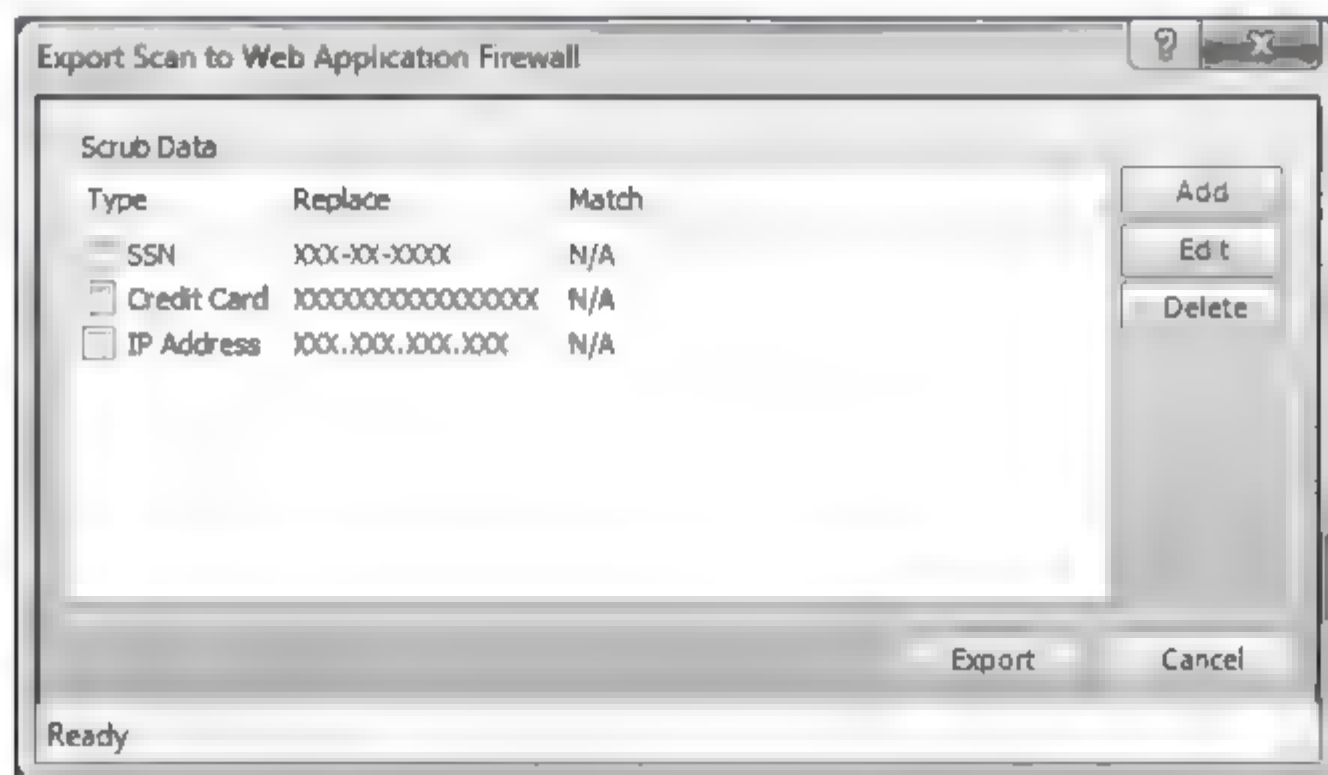 Export Scan to Web Application Firewall
Scrub Data
Type Replace Match
SSN XXX-XX-XXXX N/A
Credit Card XXXXXXXXXXXXXXXX N/A
IP Address XXX.XXX.XXX.XXX N/A
Add
Edit
Delete
Export Cancel
Ready